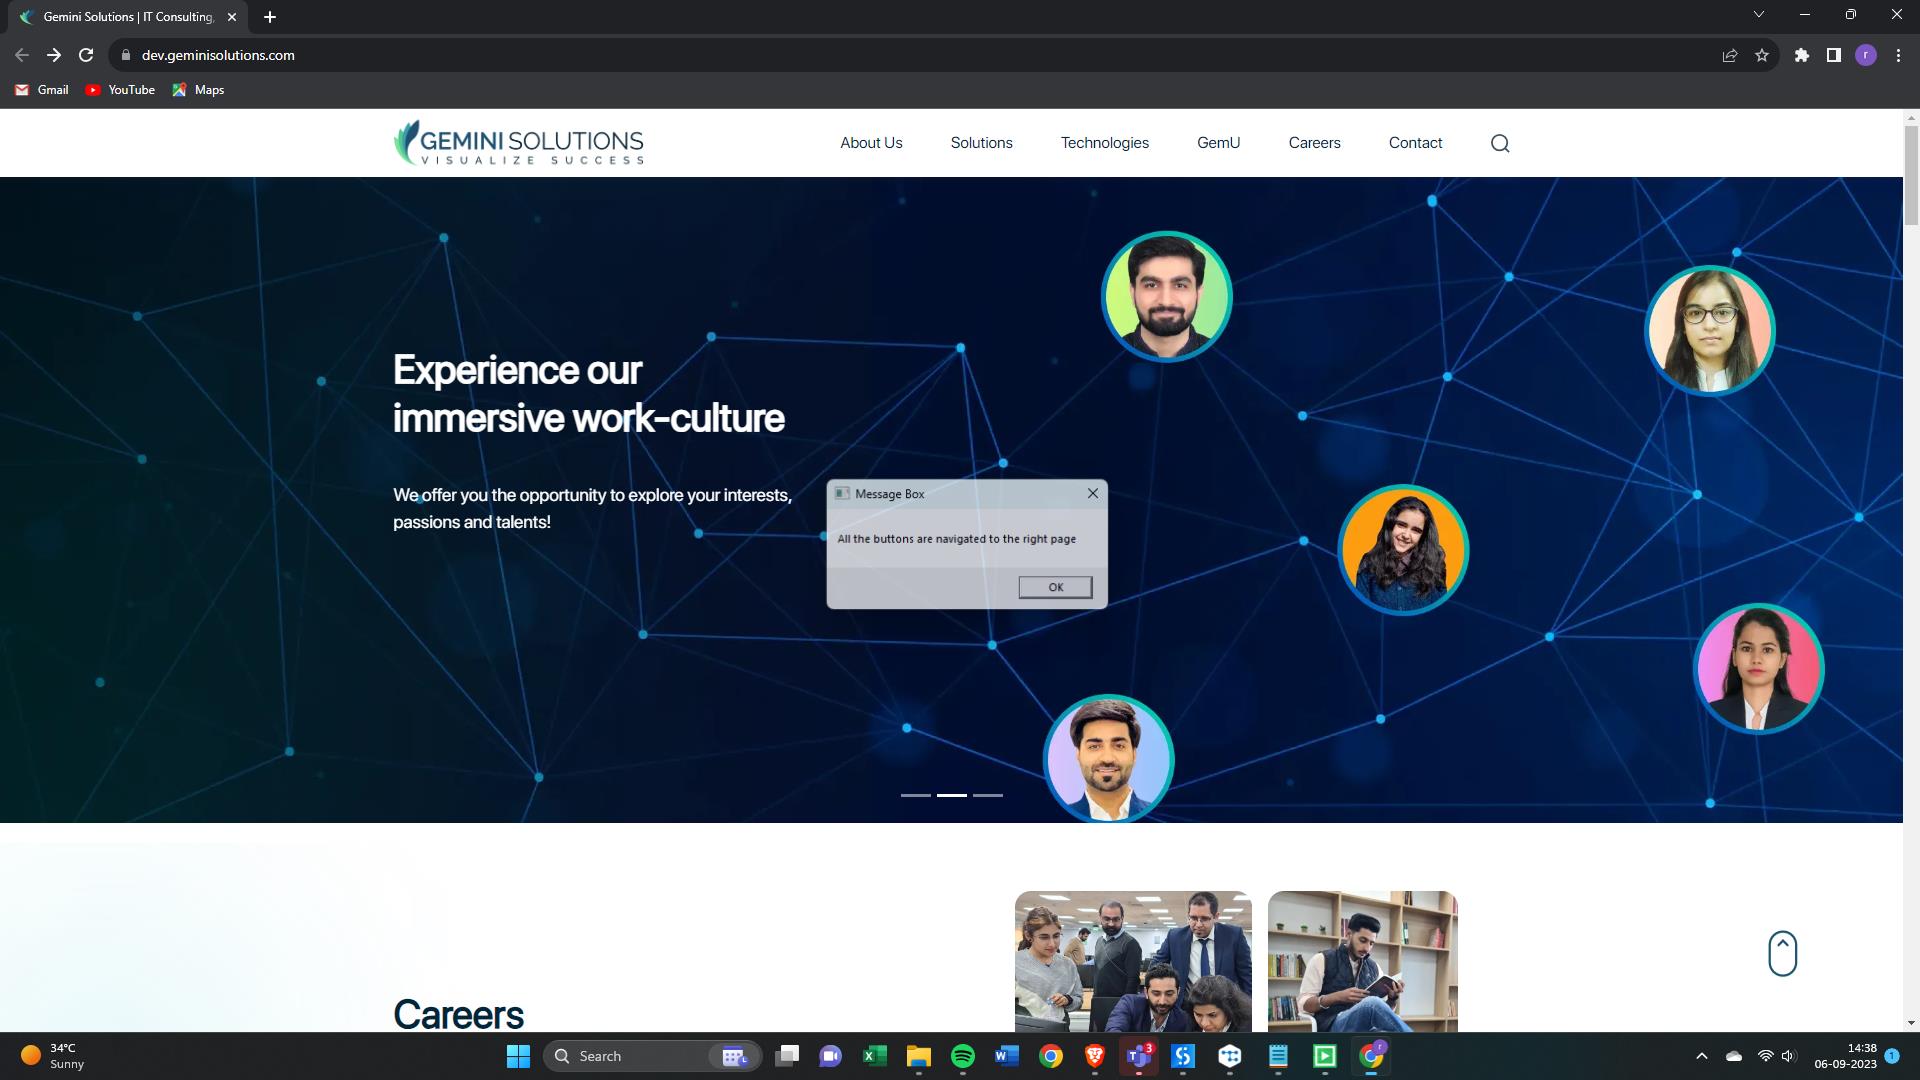 Gemini Solutions | IT Consulting,
dev.geminisolutions.com
r
Gmail
YouTube
Maps
GEMINI SOLUTIONS
VISUALIZE SUCCESS
About Us
Solutions
Technologies
GemU
Careers
Contact
Experience our
immersive work-culture
We offer you the opportunity to explore your interests,
passions and talents!
Message Box
All the buttons are navigated to the right page
OK
Careers
34°C
Sunny
Search
3
r
14:38
06-09-2023
1